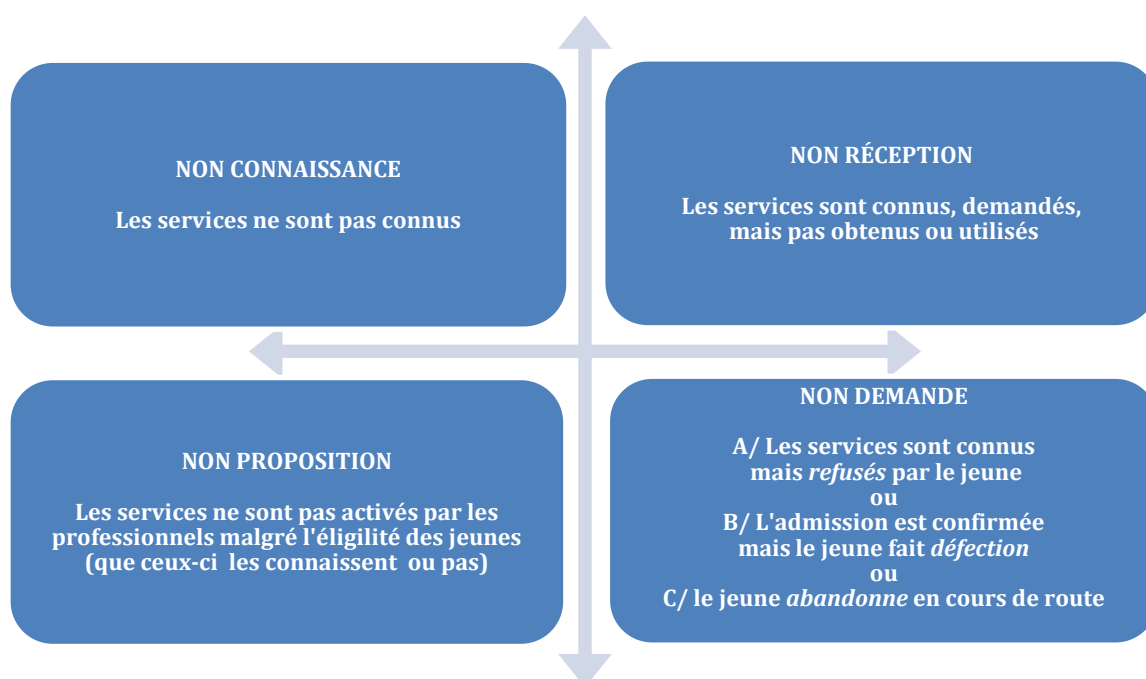 NON CONNAISSANCE
Les services ne sont pas connus
NON RÉCEPTION
Les services sont connus, demandés,
mais pas obtenus ou utilisés
NON PROPOSITION
Les services ne sont pas activés par les
professionnels malgré l'éligilité des jeunes
(que ceux-ci les connaissent ou pas)
NON DEMANDE
A/ Les services sont connus
mais refusés par le jeune
ou
B/ L'admission est confirmée
mais le jeune fait défection
ou
C/ le jeune abandonne en cours de route